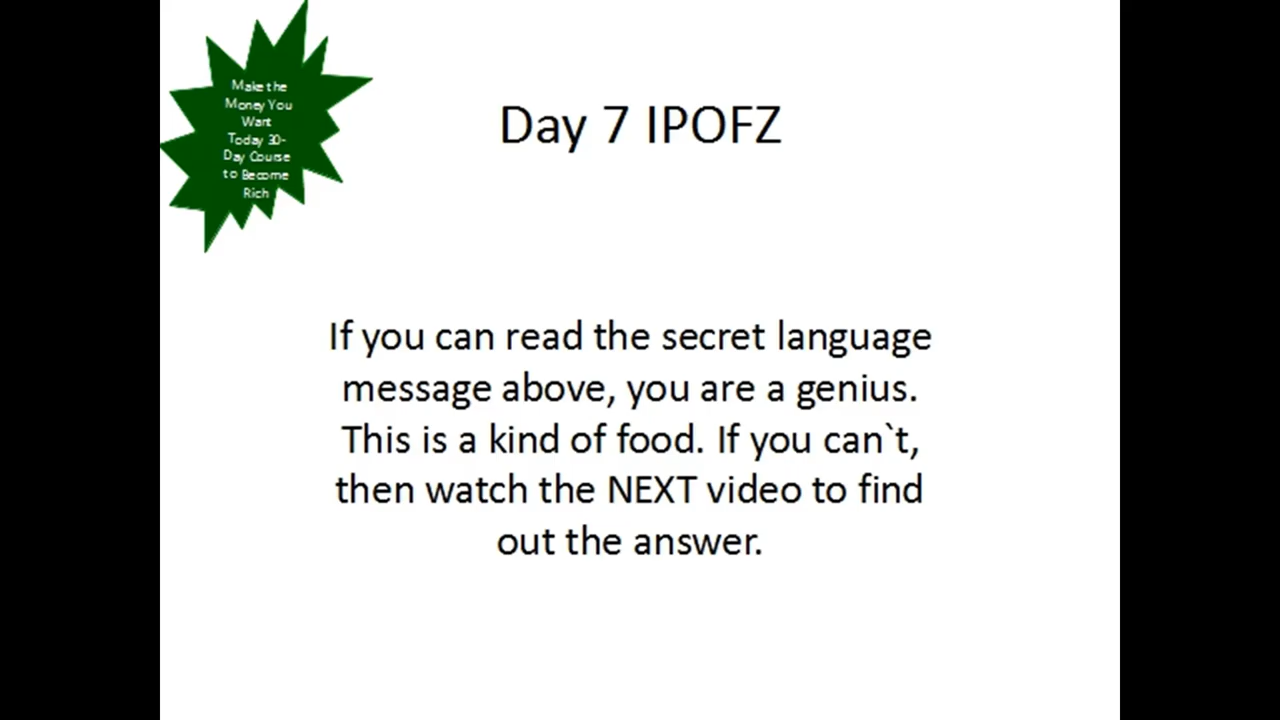 Make the
Money You
Want
Today 30-
Day Course
to Become
Rich
Day 7 IPOFZ
If you can read the secret language
message above, you are a genius.
This is a kind of food. If you can`t,
then watch the NEXT video to find
out the answer.